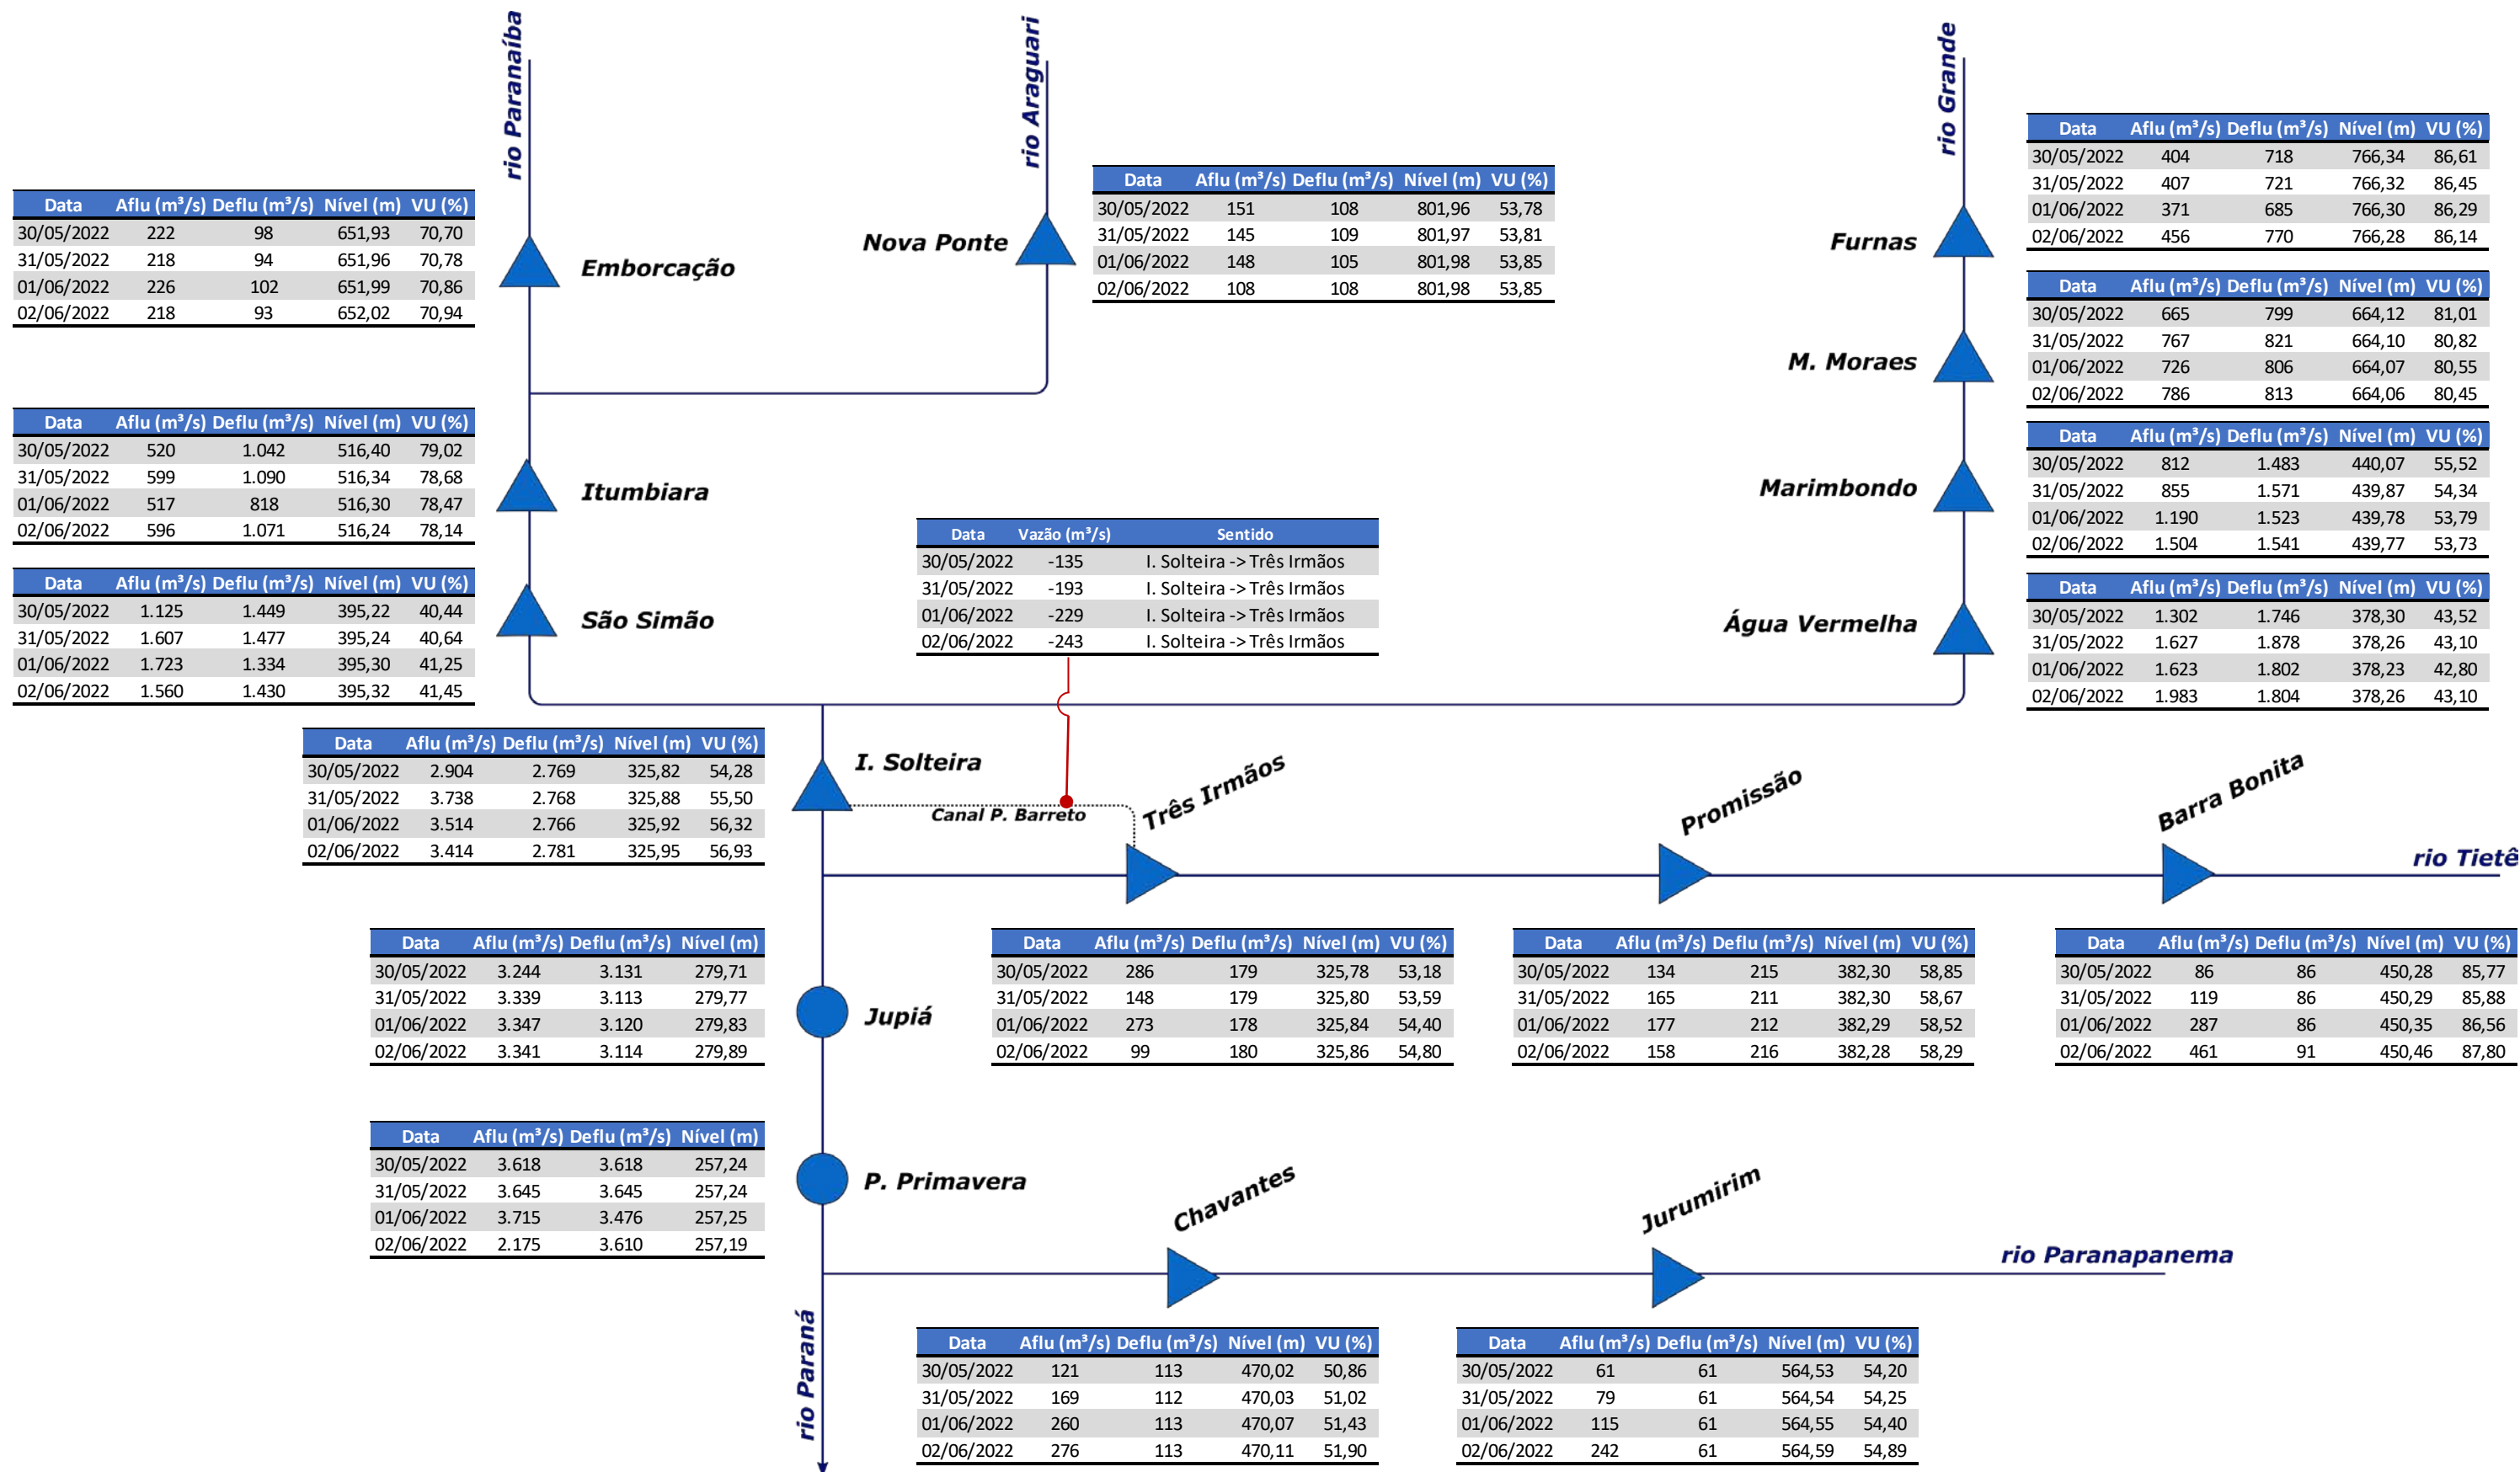 rio Paranaíba
rio Araguari
rio Grande
Data Aflu (m³/s) Deflu (m³/s) Nível (m) VU (%)
30/05/2022 404 718 766,34 86,61
31/05/2022 407 721 766,32 86,45
01/06/2022 371 685 766,30 86,29
02/06/2022 456 770 766,28 86,14
Furnas
Data Aflu (m³/s) Deflu (m³/s) Nível (m) VU (%)
30/05/2022 151 108 801,96 53,78
31/05/2022 145 109 801,97 53,81
01/06/2022 148 105 801,98 53,85
02/06/2022 108 108 801,98 53,85
Nova Ponte
Data Aflu (m³/s) Deflu (m³/s) Nível (m) VU (%)
30/05/2022 222 98 651,93 70,70
31/05/2022 218 94 651,96 70,78
01/06/2022 226 102 651,99 70,86
02/06/2022 218 93 652,02 70,94
Emborcação
Data Aflu (m³/s) Deflu (m³/s) Nível (m) VU (%)
30/05/2022 665 799 664,12 81,01
31/05/2022 767 821 664,10 80,82
01/06/2022 726 806 664,07 80,55
02/06/2022 786 813 664,06 80,45
M. Moraes
Data Aflu (m³/s) Deflu (m³/s) Nível (m) VU (%)
30/05/2022 520 1.042 516,40 79,02
31/05/2022 599 1.090 516,34 78,68
01/06/2022 517 818 516,30 78,47
02/06/2022 596 1.071 516,24 78,14
Itumbiara
Data Aflu (m³/s) Deflu (m³/s) Nível (m) VU (%)
30/05/2022 812 1.483 440,07 55,52
31/05/2022 855 1.571 439,87 54,34
01/06/2022 1.190 1.523 439,78 53,79
02/06/2022 1.504 1.541 439,77 53,73
Marimbondo
Data Vazão (m³/s) Sentido
30/05/2022 -135 I. Solteira -> Três Irmãos
31/05/2022 -193 I. Solteira -> Três Irmãos
01/06/2022 -229 I. Solteira -> Três Irmãos
02/06/2022 -243 I. Solteira -> Três Irmãos
Data Aflu (m³/s) Deflu (m³/s) Nível (m) VU (%)
30/05/2022 1.125 1.449 395,22 40,44
31/05/2022 1.607 1.477 395,24 40,64
01/06/2022 1.723 1.334 395,30 41,25
02/06/2022 1.560 1.430 395,32 41,45
São Simão
Data Aflu (m³/s) Deflu (m³/s) Nível (m) VU (%)
30/05/2022 1.302 1.746 378,30 43,52
31/05/2022 1.627 1.878 378,26 43,10
01/06/2022 1.623 1.802 378,23 42,80
02/06/2022 1.983 1.804 378,26 43,10
Água Vermelha
Data Aflu (m³/s) Deflu (m³/s) Nível (m) VU (%)
30/05/2022 2.904 2.769 325,82 54,28
31/05/2022 3.738 2.768 325,88 55,50
01/06/2022 3.514 2.766 325,92 56,32
02/06/2022 3.414 2.781 325,95 56,93
I. Solteira
Canal P. Barreto
Três Irmãos
Promissão
Barra Bonita
rio Tietê
Data Aflu (m³/s) Deflu (m³/s) Nível (m)
30/05/2022 3.244 3.131 279,71
31/05/2022 3.339 3.113 279,77
01/06/2022 3.347 3.120 279,83
02/06/2022 3.341 3.114 279,89
Jupiá
Data Aflu (m³/s) Deflu (m³/s) Nível (m) VU (%)
30/05/2022 286 179 325,78 53,18
31/05/2022 148 179 325,80 53,59
01/06/2022 273 178 325,84 54,40
02/06/2022 99 180 325,86 54,80
Data Aflu (m³/s) Deflu (m³/s) Nível (m) VU (%)
30/05/2022 134 215 382,30 58,85
31/05/2022 165 211 382,30 58,67
01/06/2022 177 212 382,29 58,52
02/06/2022 158 216 382,28 58,29
Data Aflu (m³/s) Deflu (m³/s) Nível (m) VU (%)
30/05/2022 86 86 450,28 85,77
31/05/2022 119 86 450,29 85,88
01/06/2022 287 86 450,35 86,56
02/06/2022 461 91 450,46 87,80
Data Aflu (m³/s) Deflu (m³/s) Nível (m)
30/05/2022 3.618 3.618 257,24
31/05/2022 3.645 3.645 257,24
01/06/2022 3.715 3.476 257,25
02/06/2022 2.175 3.610 257,19
P. Primavera
Chavantes
Jurumirim
rio Paranapanema
rio Paraná
Data Aflu (m³/s) Deflu (m³/s) Nível (m) VU (%)
30/05/2022 121 113 470,02 50,86
31/05/2022 169 112 470,03 51,02
01/06/2022 260 113 470,07 51,43
02/06/2022 276 113 470,11 51,90
Data Aflu (m³/s) Deflu (m³/s) Nível (m) VU (%)
30/05/2022 61 61 564,53 54,20
31/05/2022 79 61 564,54 54,25
01/06/2022 115 61 564,55 54,40
02/06/2022 242 61 564,59 54,89